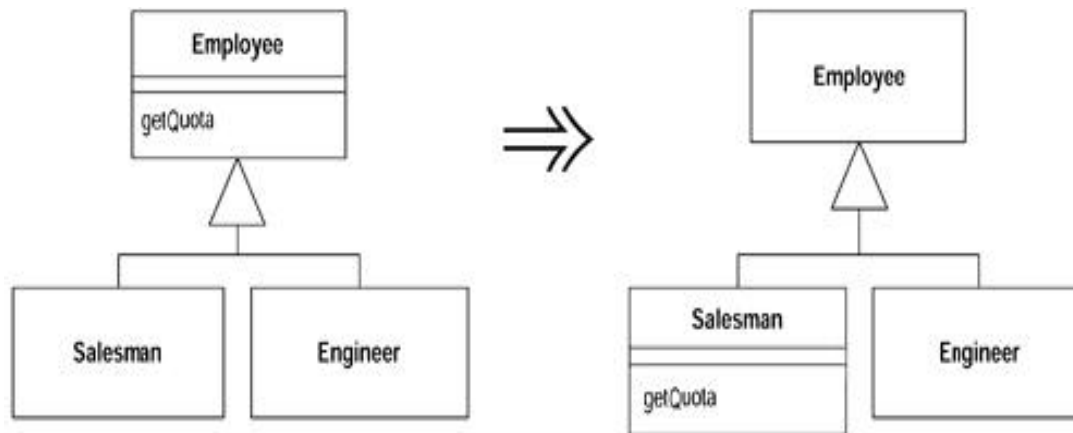 Employee
getQuota
Salesman
Engineer
Employee
Salesman
getQuota
Engineer